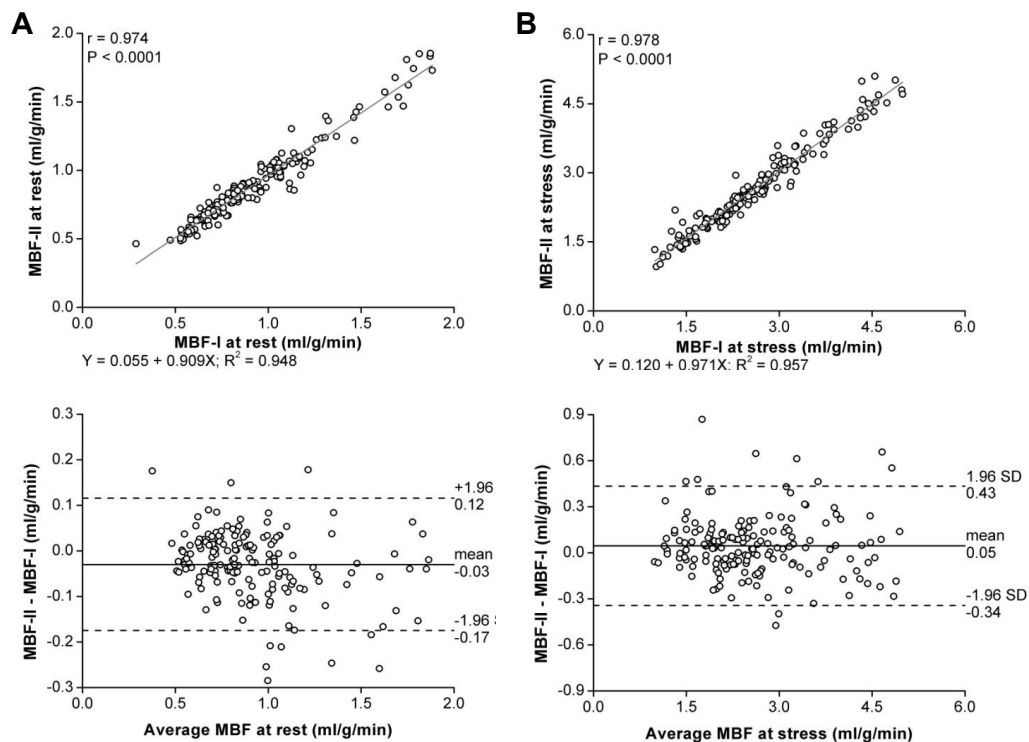 A
r = 0.974
P < 0.0001
MBF-II at rest (ml/g/min)
2.0
1.5
1.0
0.5
0.0
0.0 0.5 1.0 1.5 2.0
MBF-I at rest (ml/g/min)
Y = 0.055 + 0.909X; R² = 0.948
B
r = 0.978
P < 0.0001
MBF-II at stress (ml/g/min)
6.0
4.5
3.0
1.5
0.0
0.0 1.5 3.0 4.5 6.0
MBF-I at stress (ml/g/min)
Y = 0.120 + 0.971X; R² = 0.957
MBF-II - MBF-I (ml/g/min)
0.3
0.2
0.1
0.0
-0.1
-0.2
-0.3
+1.96
0.12
mean
-0.03
-1.96
-0.17
0.0 0.5 1.0 1.5 2.0
Average MBF at rest (ml/g/min)
MBF-II - MBF-I (ml/g/min)
0.9
0.6
0.3
0.0
-0.3
-0.6
-0.9
1.96 SD
0.43
mean
0.05
-1.96 SD
-0.34
0.0 1.5 3.0 4.5 6.0
Average MBF at stress (ml/g/min)